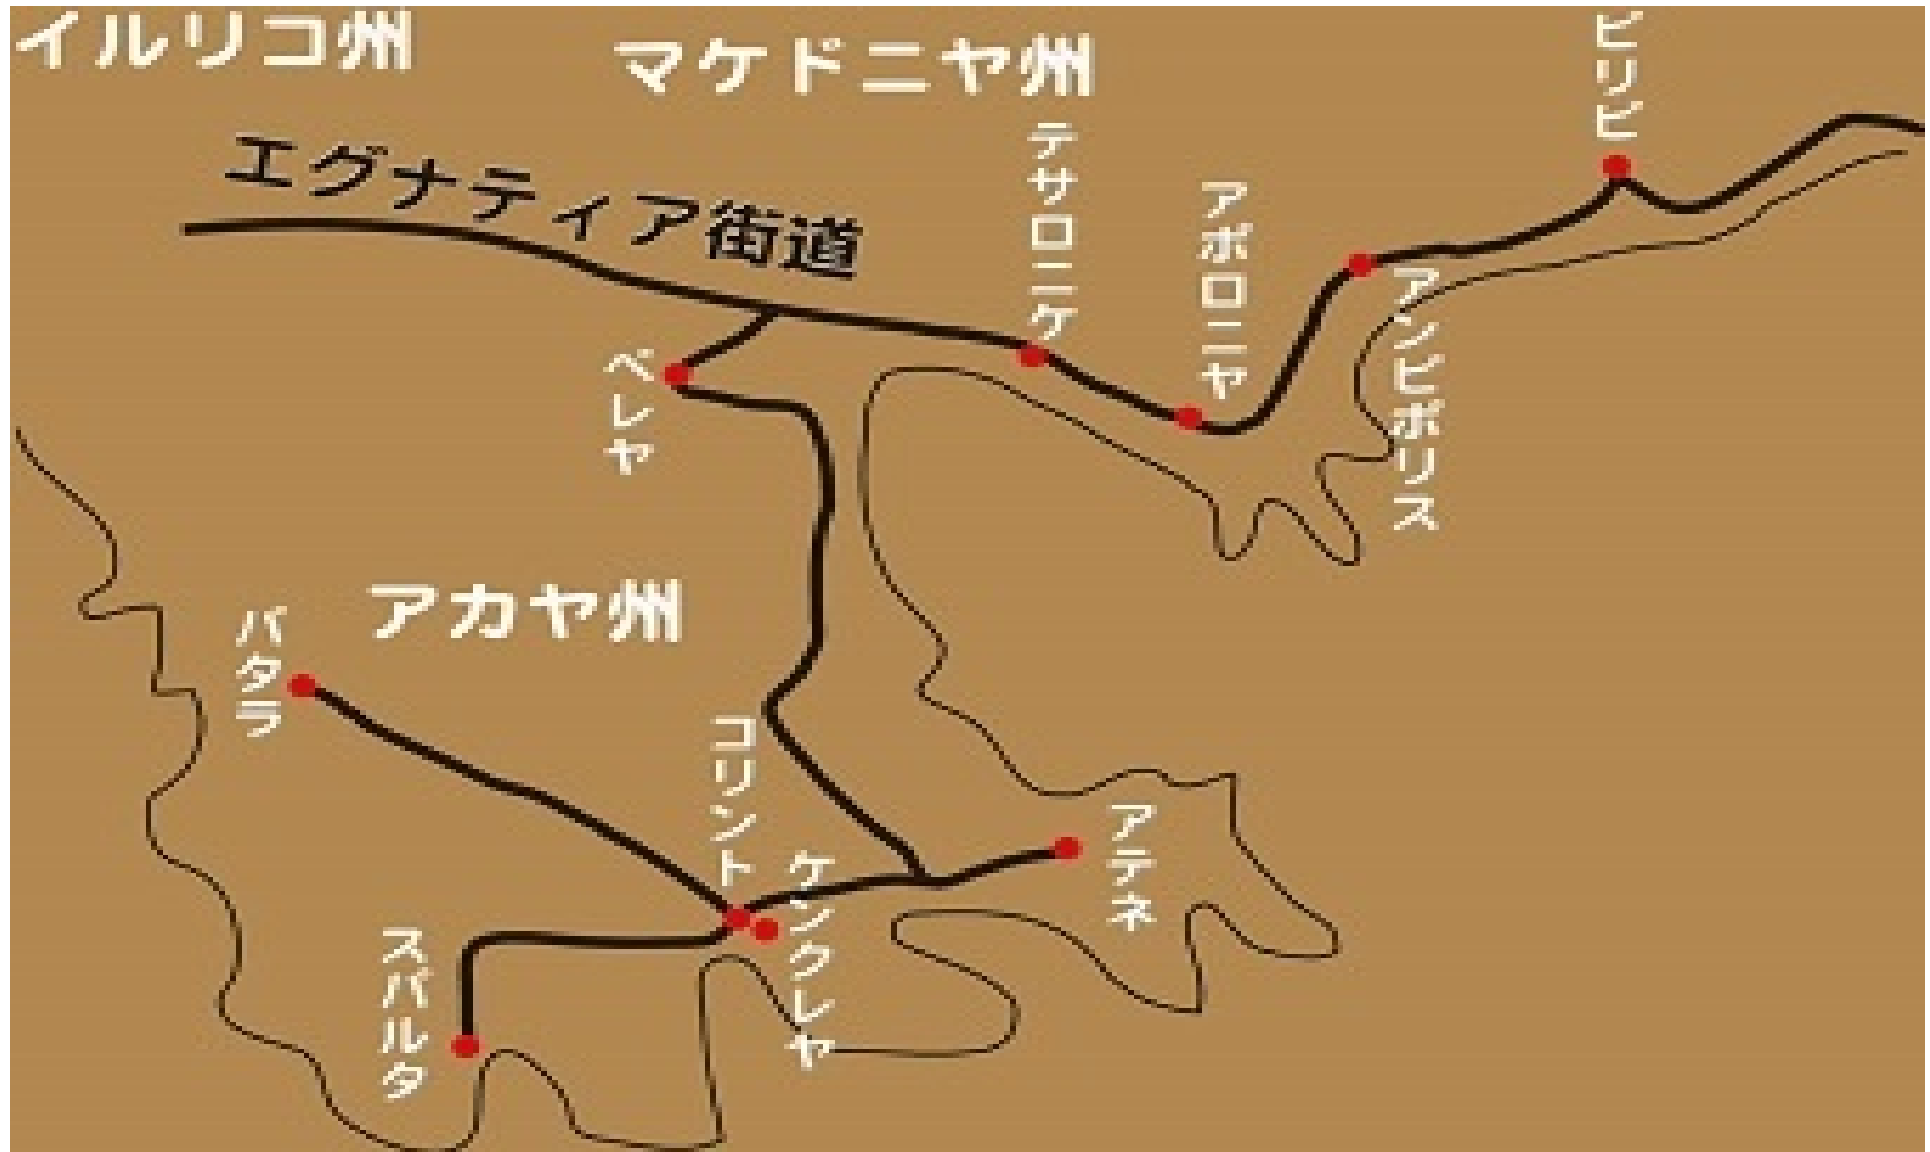 イルリコ州
マケドニヤ州
ピリピ
エグナティア街道
テサロニケ
アポロニヤ
アンピポリス
ベレヤ
アカヤ州
パタラ
コリント
ケンクレヤ
アテネ
スパルタ